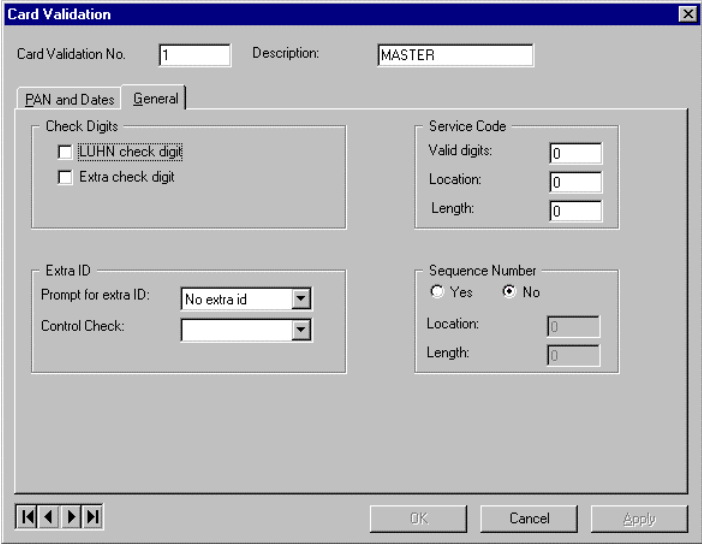 Card Validation
Card Validation No. 1 Description: MASTER
PAN and Dates General
Check Digits
LUHN check digit
Extra check digit
Service Code
Valid digits: 0
Location: 0
Length: 0
Extra ID
Prompt for extra ID: No extra id
Control Check:
Sequence Number
Yes No
Location: 0
Length: 0
OK Cancel Apply